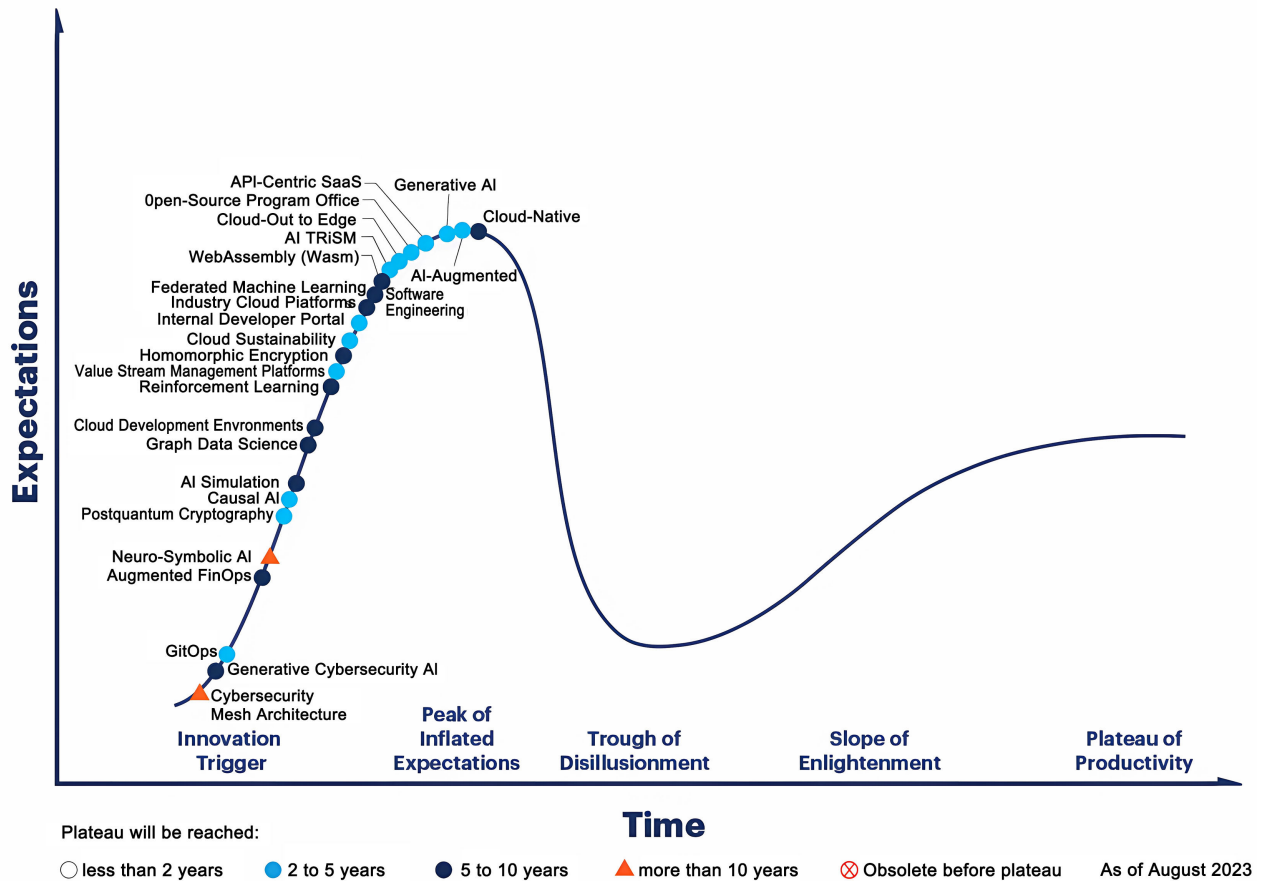 API-Centric SaaS
Generative AI
0pen-Source Program Office
Cloud-Native
Cloud-Out to Edge
AI TRiSM
WebAssembly (Wasm)
AI-Augmented
Software
Engineering
Federated Machine Learning
Industry Cloud Platforms
Internal Developer Portal
Cloud Sustainability
Homomorphic Encryption
Value Stream Management Platforms
Reinforcement Learning
Cloud Development Envronments
Graph Data Science
AI Simulation
Causal AI
Postquantum Cryptography
Neuro-Symbolic AI
Augmented FinOps
GitOps
Generative Cybersecurity AI
Cybersecurity
Mesh Architecture
Expectations
Innovation
Trigger
Peak of
Inflated
Expectations
Trough of
Disillusionment
Slope of
Enlightenment
Plateau of
Productivity
Time
Plateau will be reached:
less than 2 years
2 to 5 years
5 to 10 years
more than 10 years
Obsolete before plateau
As of August 2023